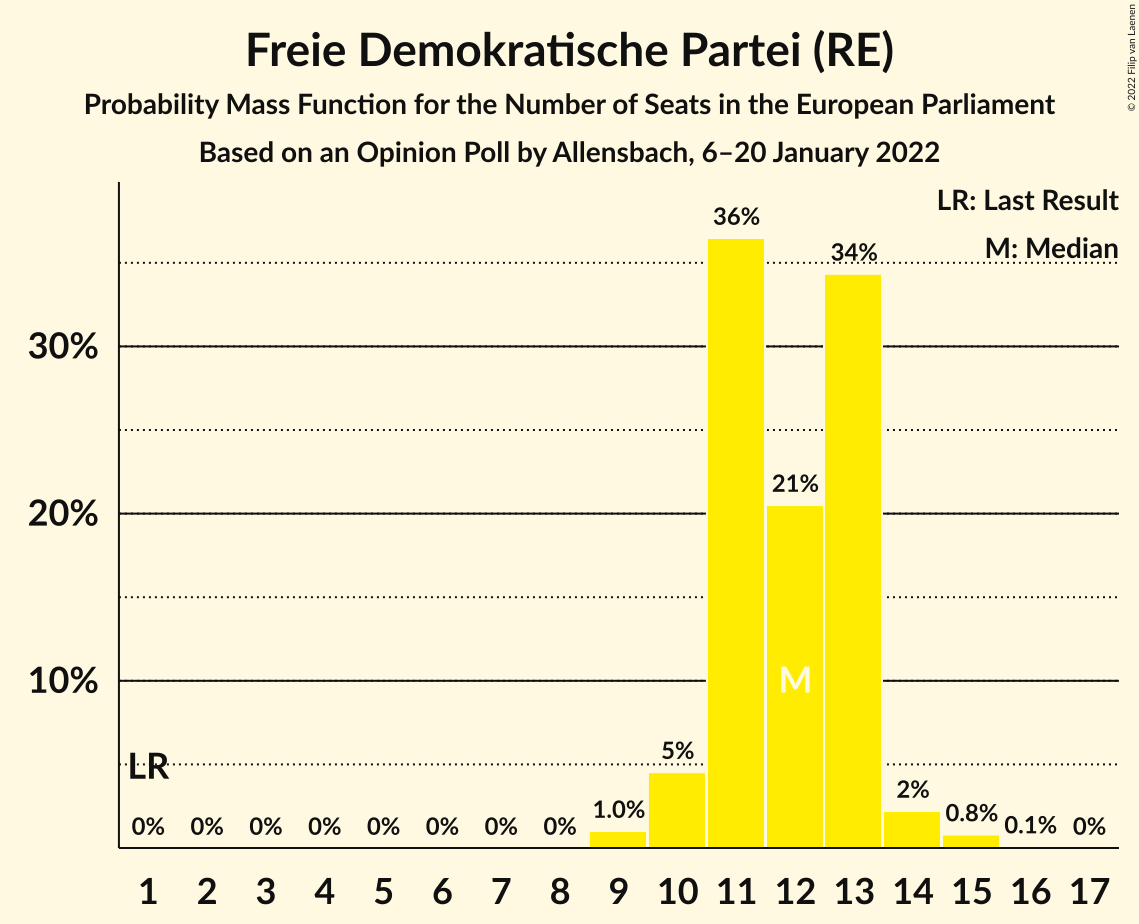 Freie Demokratische Partei (RE)
Probability Mass Function for the Number of Seats in the European Parliament
Based on an Opinion Poll by Allensbach, 6–20 January 2022
© 2022 Filip van Laenen
LR: Last Result
M: Median
36%
34%
30%
21%
20%
10%
M
LR
5%
2%
1.0%
0.8%
0.1%
0% 0% 0% 0% 0% 0% 0% 0% 0%
1 2 3 4 5 6 7 8 9 10 11 12 13 14 15 16 17